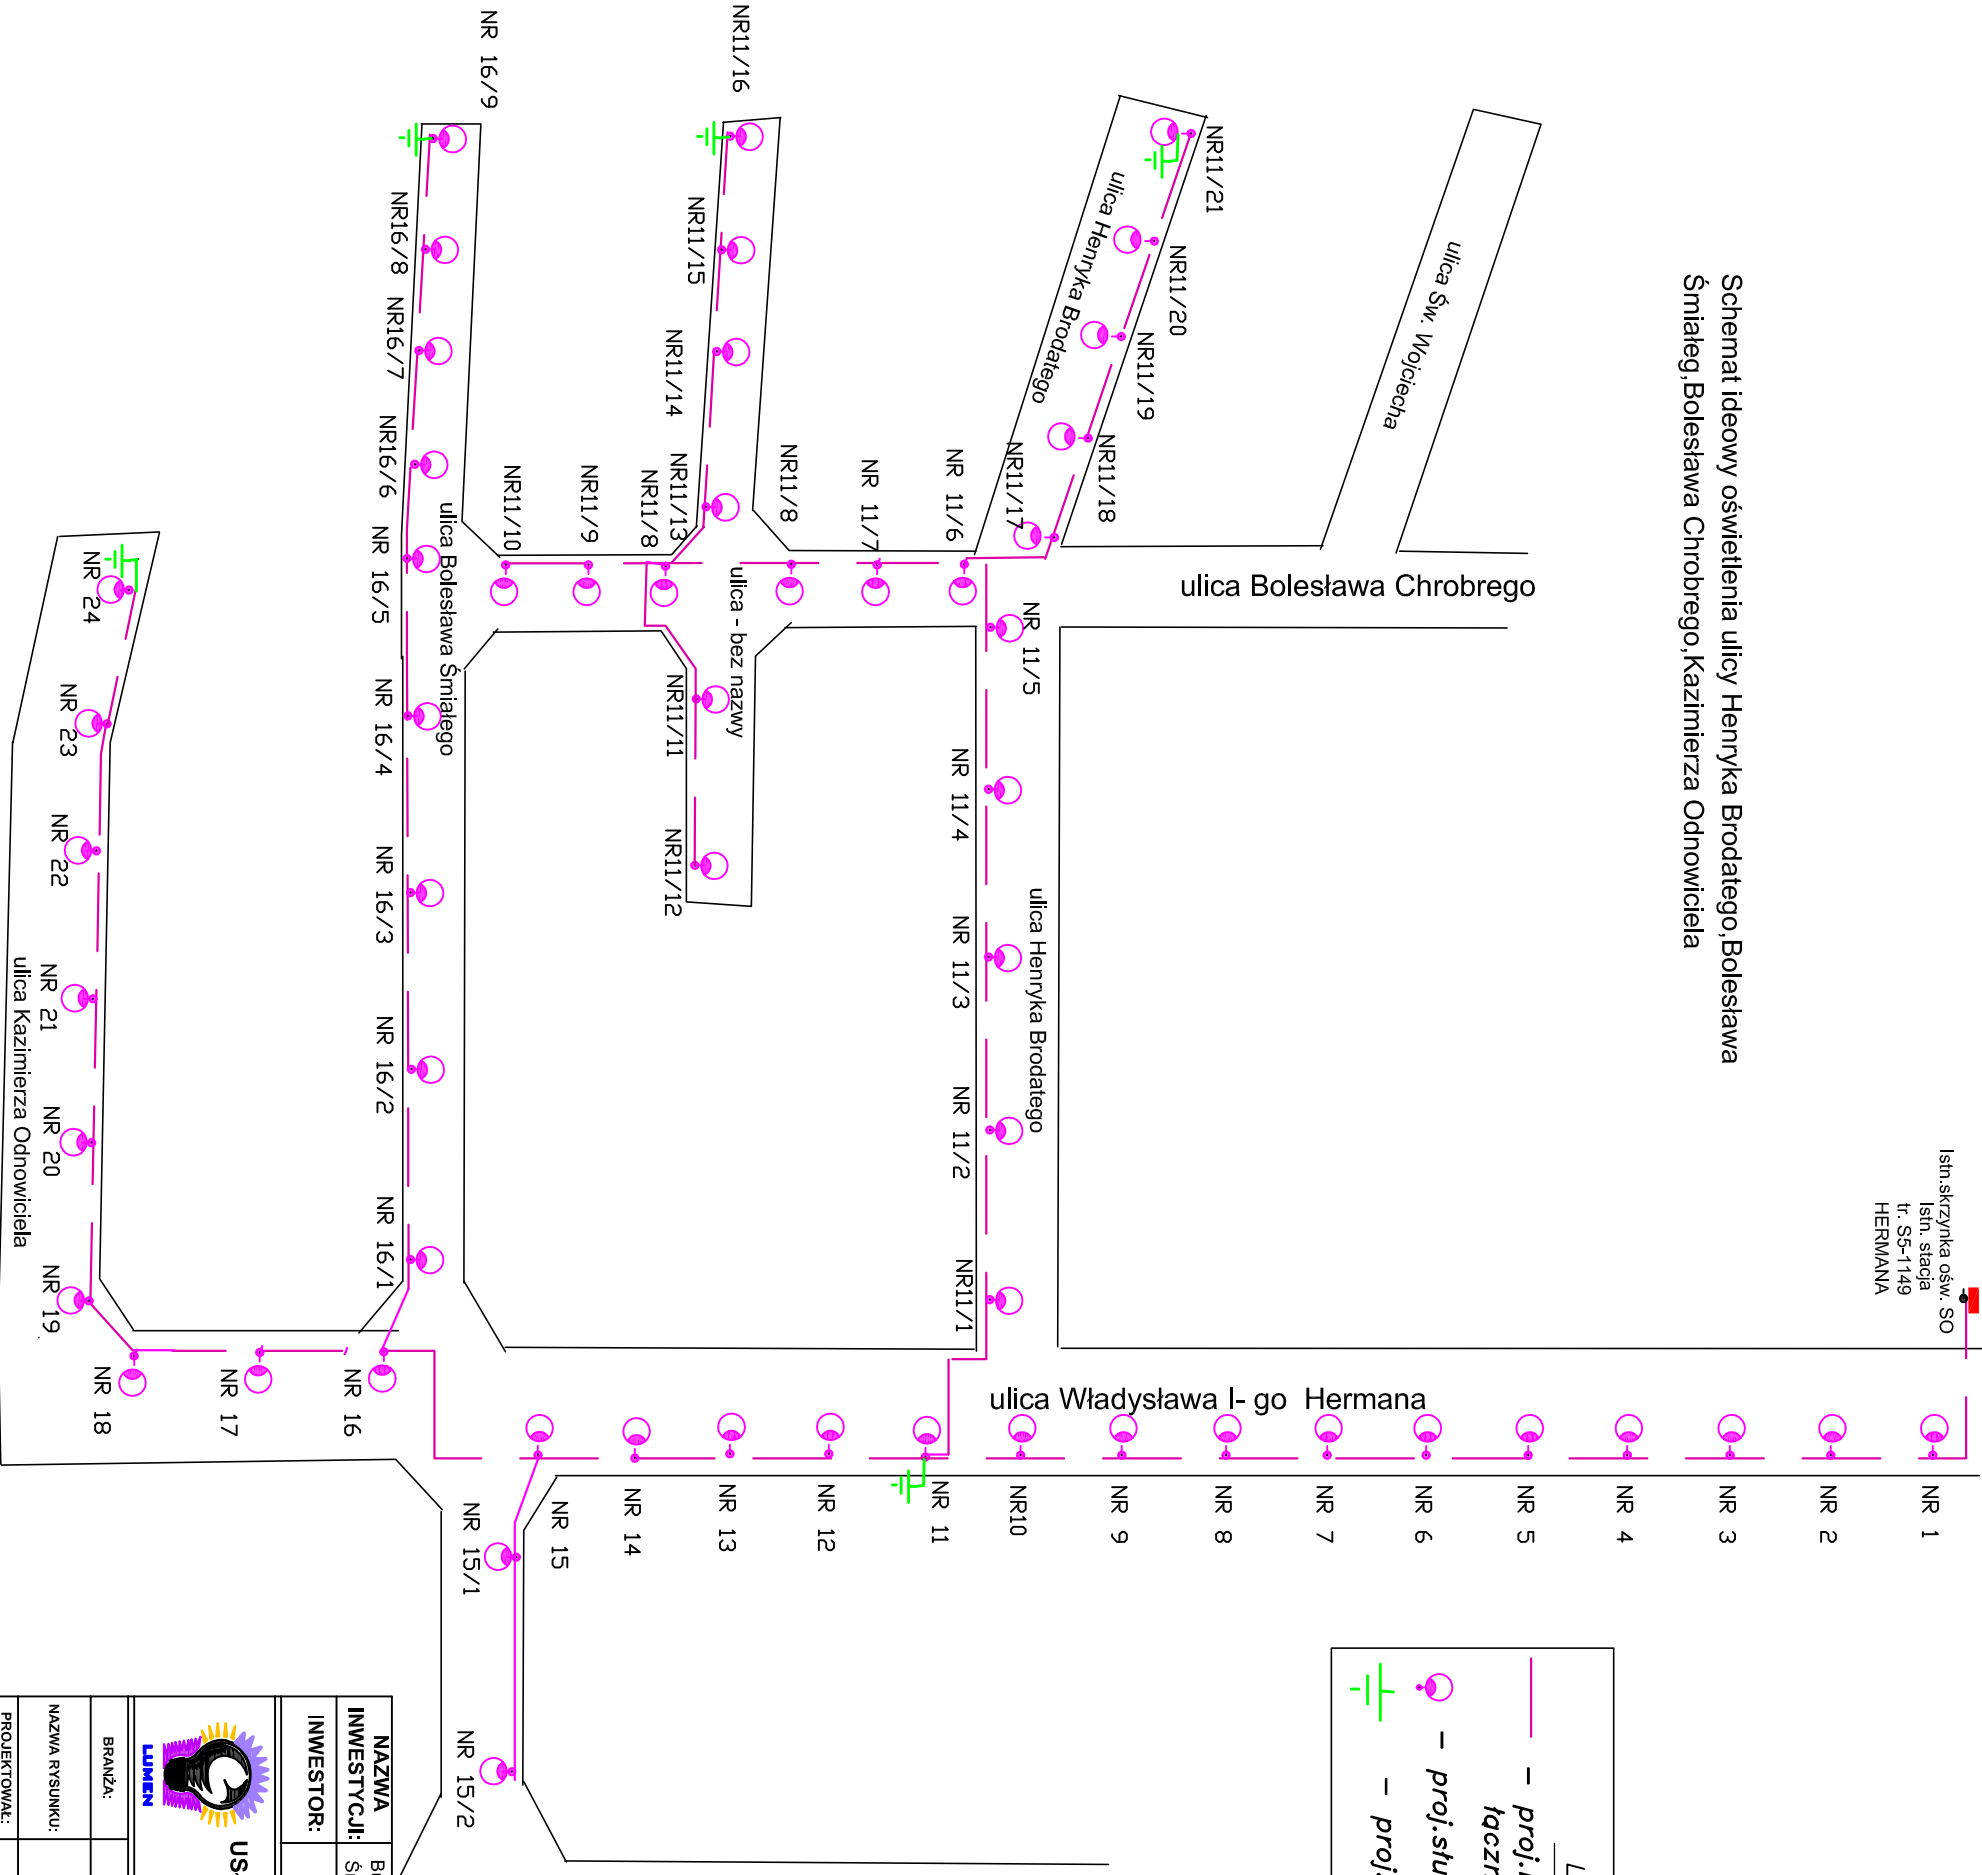 Schemat ideowy oświetlenia ulicy Henryka Brodatego,Bolesława
Śmiałeg,Bolesława Chrobrego,Kazimierza Odnowiciela
Istn.skrzynka ośw. SO
Istn. stacja
tr. S5-1149
HERMANA
ulica Św. Wojciecha
ulica Bolesława Chrobrego
ulica Henryka Brodatego
NR11/21
NR11/20
NR11/19
NR11/18
NR11/17
NR 11/6
NR 11/7
NR11/8
NR 11/5
NR 11/4
NR 11/3
NR 11/2
NR11/1
ulica Henryka Brodatego
NR11/16
NR11/15
NR11/14
NR11/13
NR11/8
NR11/9
NR11/10
ulica - bez nazwy
NR11/11
NR11/12
NR 16/9
NR16/8
NR16/7
NR16/6
NR 16/5
NR 16/4
NR 16/3
NR 16/2
NR 16/1
ulica Bolesława Śmiałego
NR 24
NR 23
NR 22
NR 21
NR 20
NR 19
ulica Kazimierza Odnowiciela
NR 18
NR 17
NR 16
ulica Władysława I- go Hermana
NR 1
NR 2
NR 3
NR 4
NR 5
NR 6
NR 7
NR 8
NR 9
NR10
NR 11
NR 12
NR 13
NR 14
NR 15
NR 15/1
NR 15/2
L
– proj.
łącz
– proj.słu
– proj.
NAZWA
INWESTYCJI:
INWESTOR:
LUMEN
US
BRANŻA:
NAZWA RYSUNKU:
PROJEKTOWAŁ: